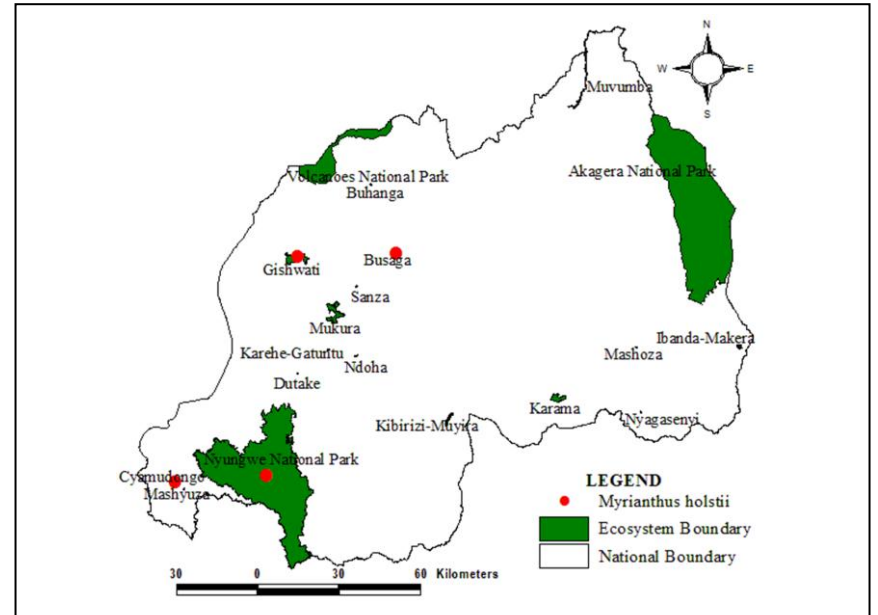 N
W E
S
Muvumba
Volcanoes National Park
Akagera National Park
Buhanga
Gishwati
Busaga
Sanza
Mukura
Ibanda-Makera
Karehe-Gaturitu
Mashoza
Ndoha
Dutake
Karama
Kibirizi-Muyira
Nyagasenyi
Nyungwe National Park
Cyamudongo
Mashyuza
LEGEND
Myrianthus holstii
Ecosystem Boundary
National Boundary
30 0 30 60 Kilometers